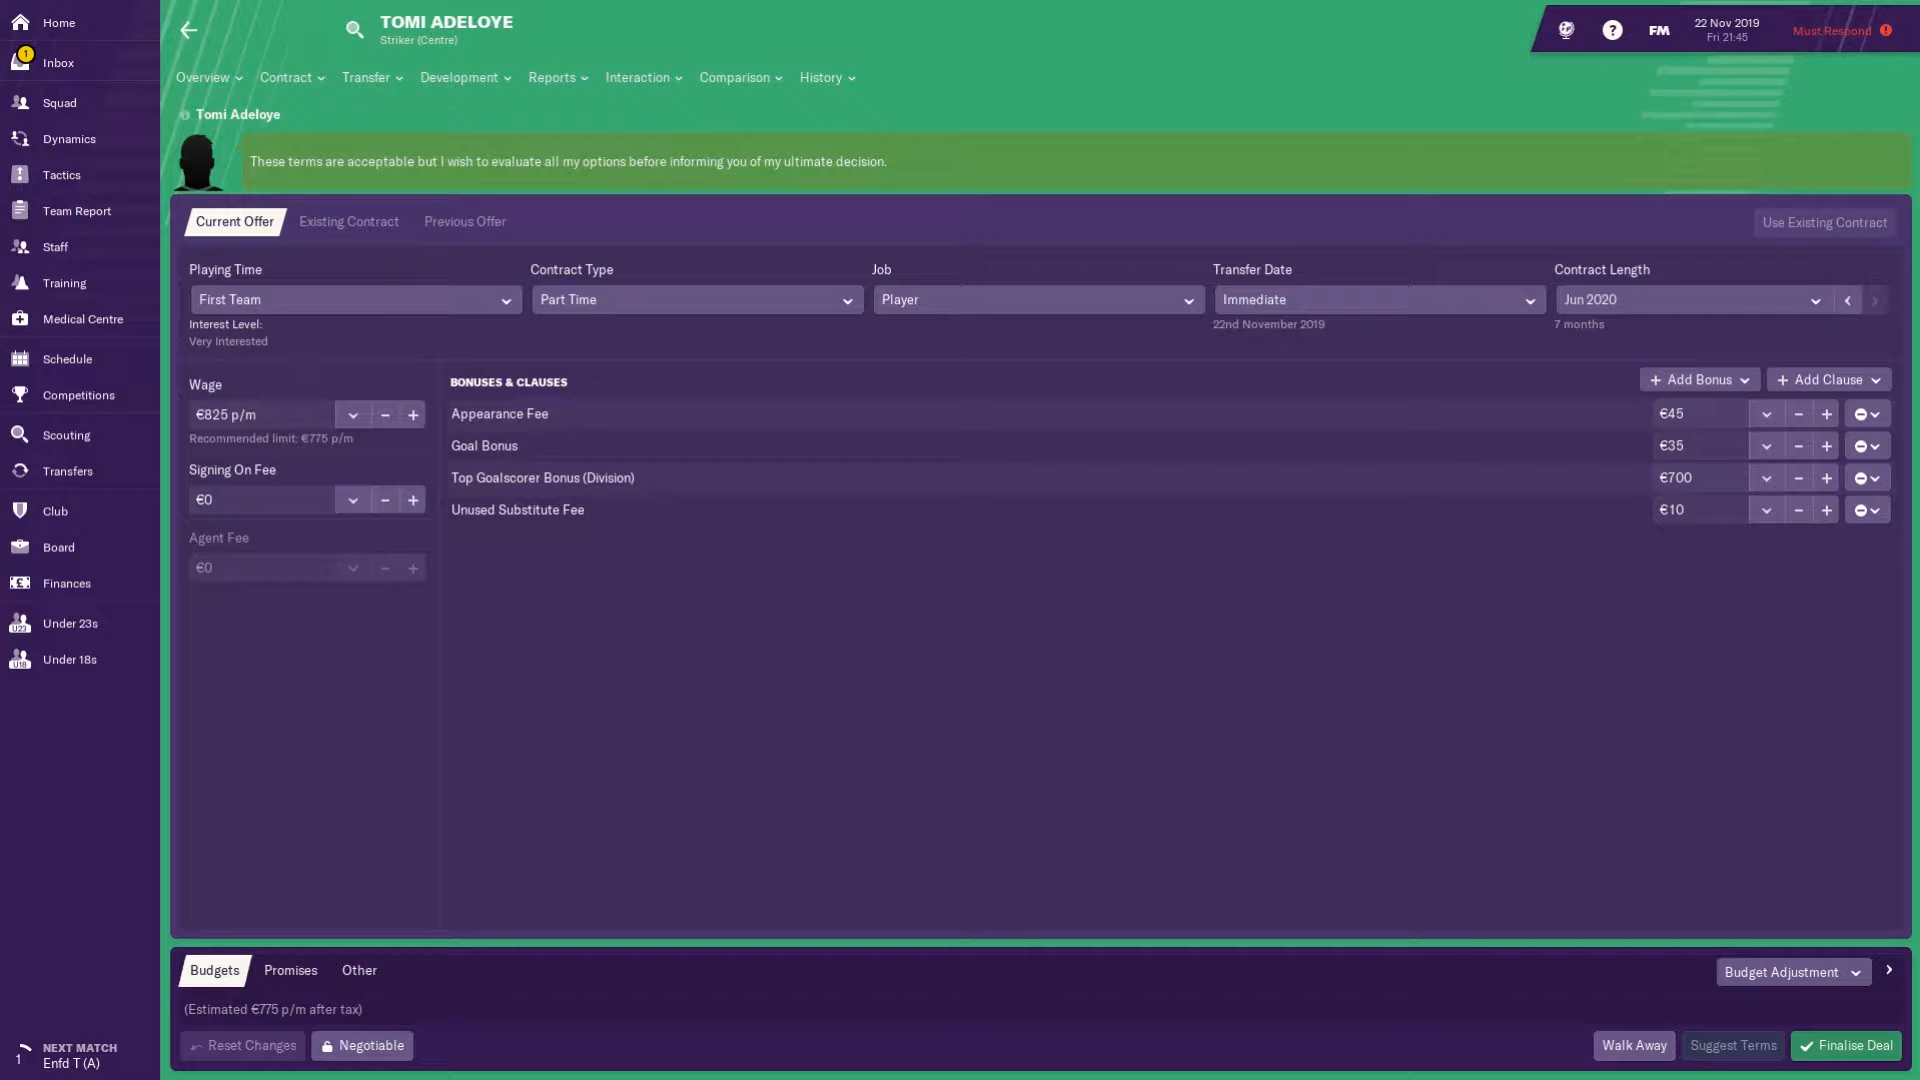 Home
1
Inbox
Squad
Dynamics
Tactics
Team Report
Staff
Training
Medical Centre
Schedule
Competitions
Scouting
Transfers
Club
Board
Finances
U23
Under 23s
U18
Under 18s
1
NEXT MATCH
Enfd T (A)
TOMI ADELOYE
Striker (Centre)
?
FM
22 Nov 2019
Fri 21:45
Must Respond
Overview
Contract
Transfer
Development
Reports
Interaction
Comparison
History
Tomi Adeloye
These terms are acceptable but I wish to evaluate all my options before informing you of my ultimate decision.
Current Offer
Existing Contract
Previous Offer
Use Existing Contract
Playing Time
Contract Type
Job
Transfer Date
Contract Length
First Team
Part Time
Player
Immediate
Jun 2020
Interest Level:
Very Interested
22nd November 2019
7 months
Wage
€825 p/m
Recommended limit: €775 p/m
Signing On Fee
€0
Agent Fee
€0
BONUSES & CLAUSES
+ Add Bonus
+ Add Clause
Appearance Fee €45
Goal Bonus €35
Top Goalscorer Bonus (Division) €700
Unused Substitute Fee €10
Budgets
Promises
Other
Budget Adjustment
(Estimated €775 p/m after tax)
Reset Changes
Negotiable
Walk Away
Suggest Terms
Finalise Deal